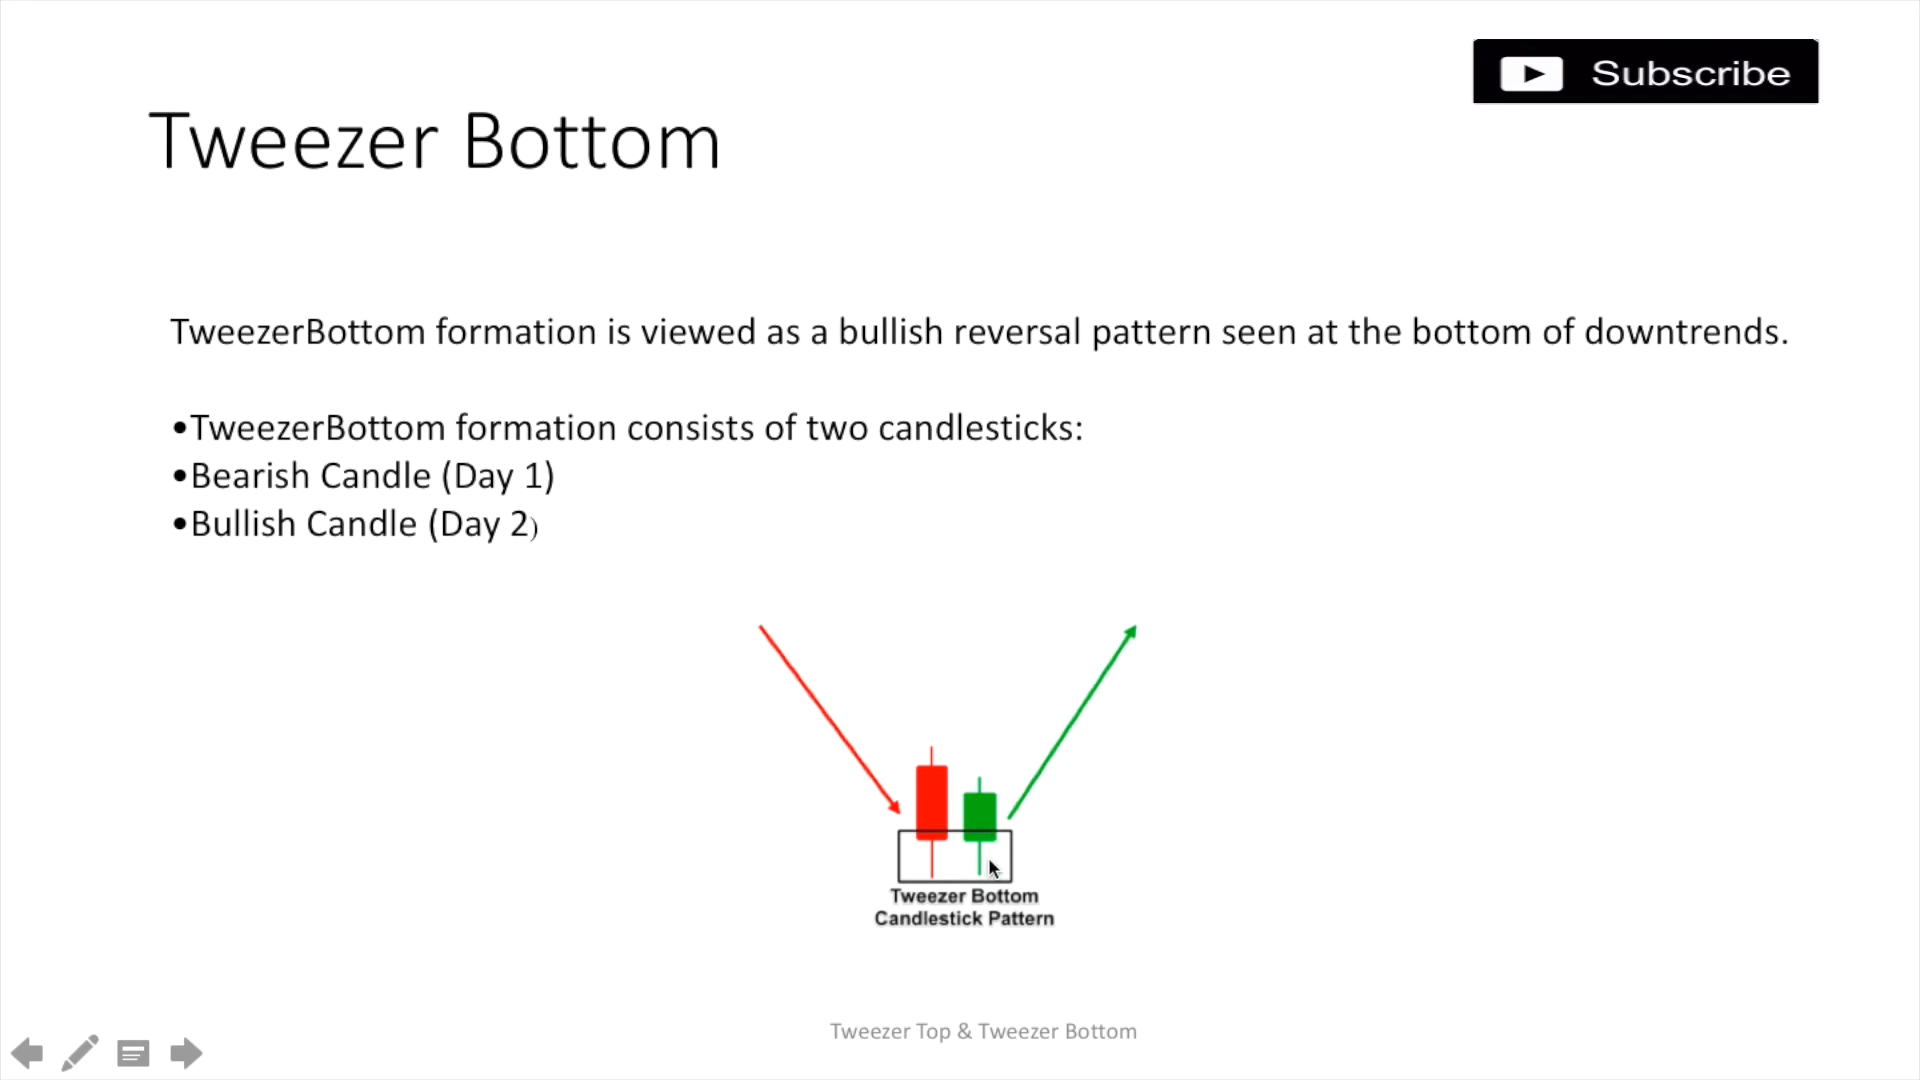 Subscribe
Tweezer Bottom
TweezerBottom formation is viewed as a bullish reversal pattern seen at the bottom of downtrends.
•TweezerBottom formation consists of two candlesticks:
•Bearish Candle (Day 1)
•Bullish Candle (Day 2)
Tweezer Bottom
Candlestick Pattern
Tweezer Top & Tweezer Bottom